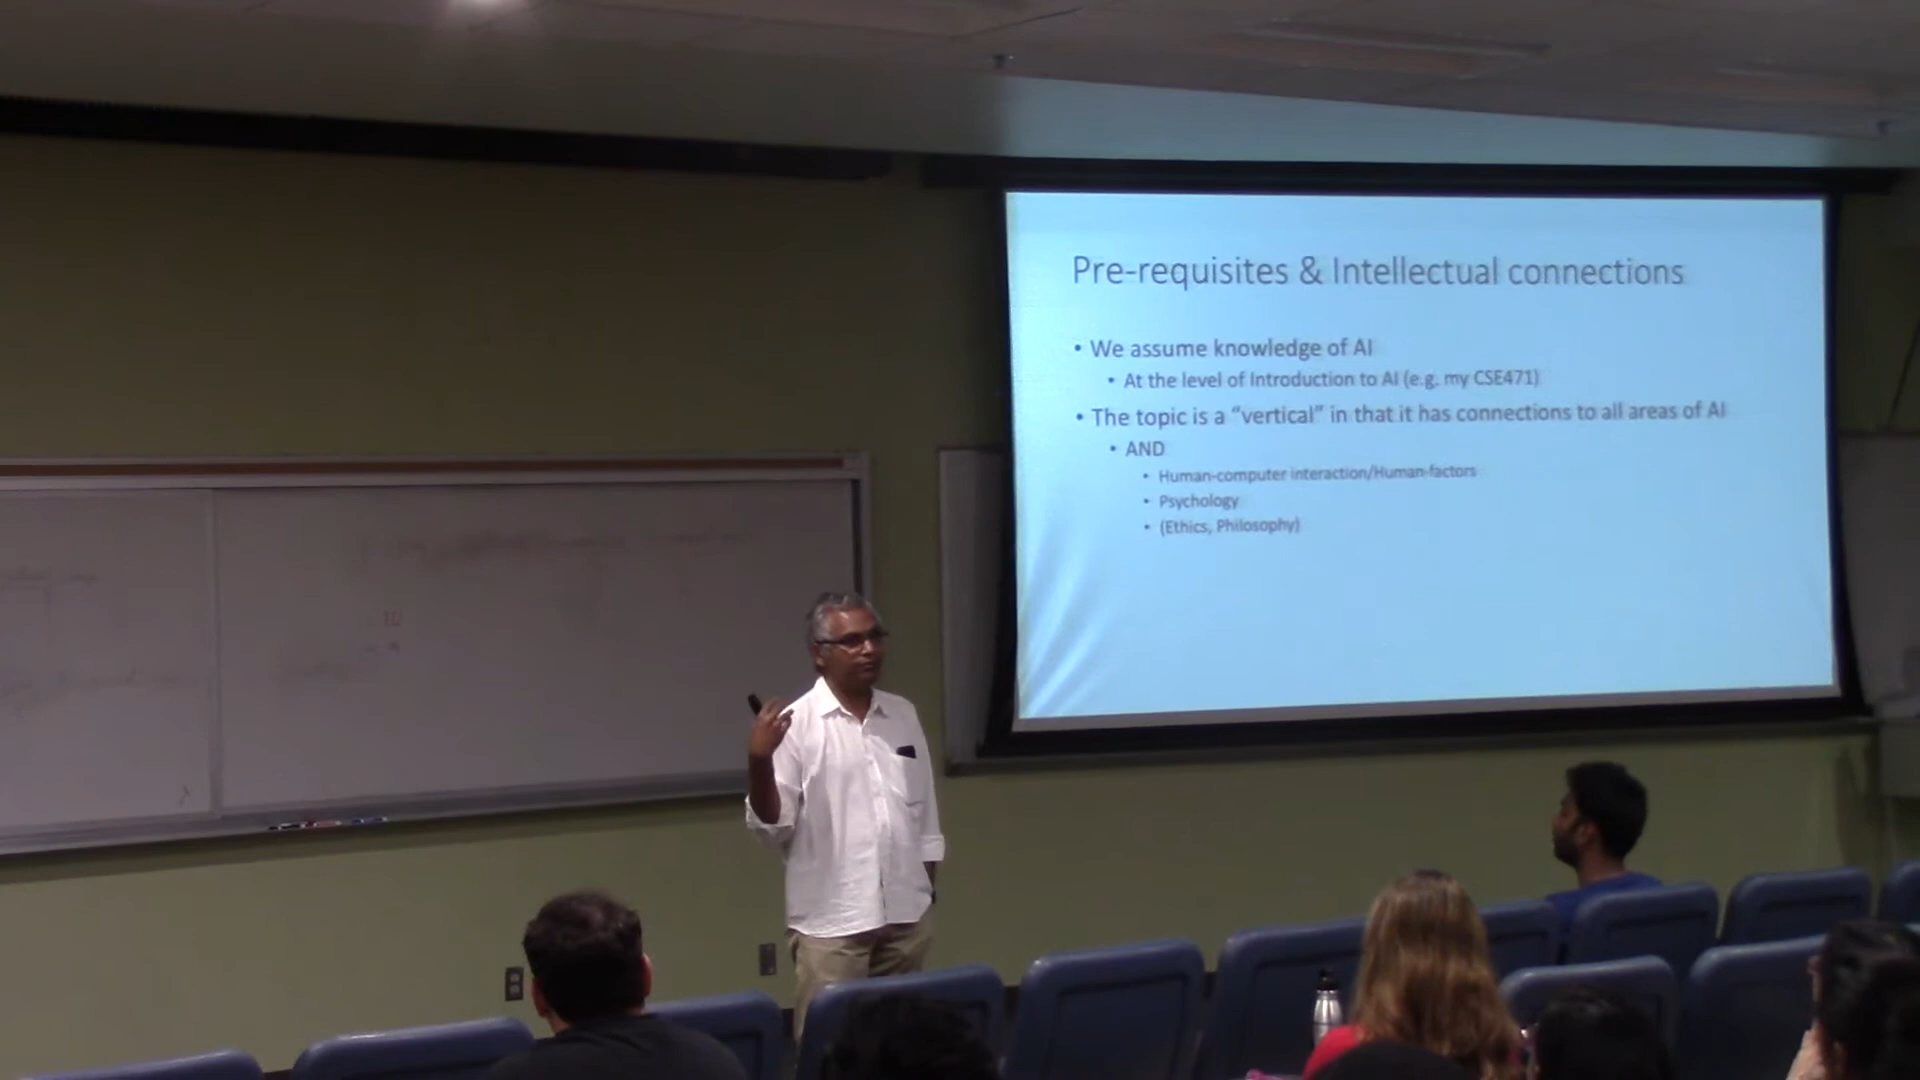 Pre-requisites & Intellectual connections
• We assume knowledge of AI
• At the level of Introduction to AI (e.g. my CSE471)
• The topic is a “vertical” in that it has connections to all areas of AI
• AND
• Human-computer interaction/Human-factors
• Psychology
• (Ethics, Philosophy)